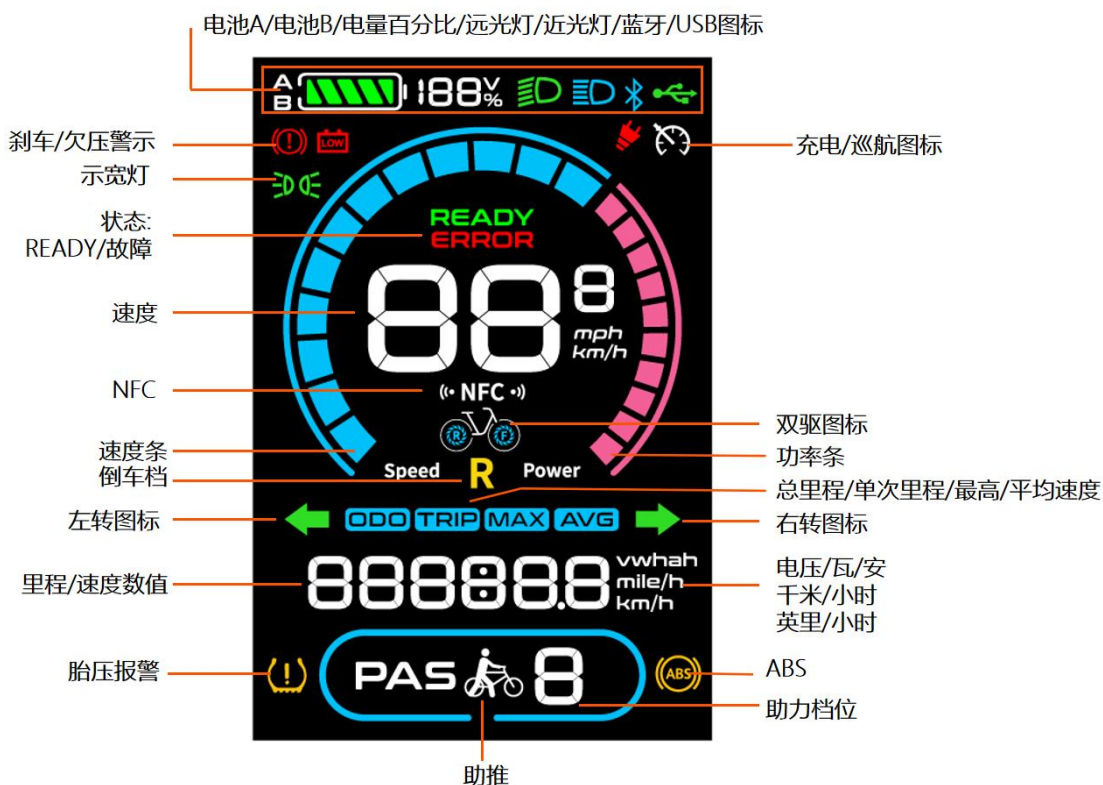 电池A/电池B/电量百分比/远光灯/近光灯/蓝牙/USB图标
A
B
188
V
%
刹车/欠压警示
LOW
充电/巡航图标
示宽灯
状态:
READY/故障
READY
ERROR
速度
88
8
mph
km/h
NFC
NFC
R
F
双驱图标
速度条
倒车档
Speed
R
Power
功率条
总里程/单次里程/最高/平均速度
左转图标
ODO
TRIP
MAX
AVG
右转图标
里程/速度数值
8888:8.8
vwhah
mile/h
km/h
电压/瓦/安
千米/小时
英里/小时
胎压报警
PAS
8
ABS
ABS
助力档位
助推